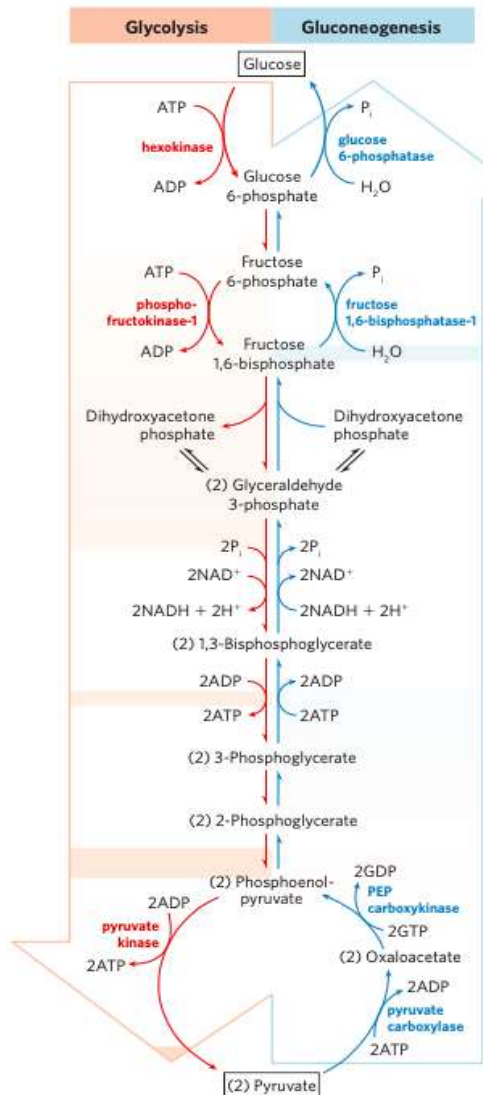 Glycolysis
Gluconeogenesis
Glucose
ATP
hexokinase
ADP
P_i
glucose
6-phosphatase
H₂O
Glucose
6-phosphate
ATP
phospho-
fructokinase-1
ADP
Fructose
6-phosphate
P_i
fructose
1,6-bisphosphatase-1
H₂O
Fructose
1,6-bisphosphate
Dihydroxyacetone
phosphate
Dihydroxyacetone
phosphate
(2) Glyceraldehyde
3-phosphate
2P_i
2P_i
2NAD⁺
2NAD⁺
2NADH + 2H⁺
2NADH + 2H⁺
(2) 1,3-Bisphosphoglycerate
2ADP
2ADP
2ATP
2ATP
(2) 3-Phosphoglycerate
(2) 2-Phosphoglycerate
(2) Phosphoenol-
pyruvate
2ADP
pyruvate
kinase
2ATP
2GDP
PEP
carboxykinase
2GTP
(2) Oxaloacetate
2ADP
pyruvate
carboxylase
2ATP
(2) Pyruvate